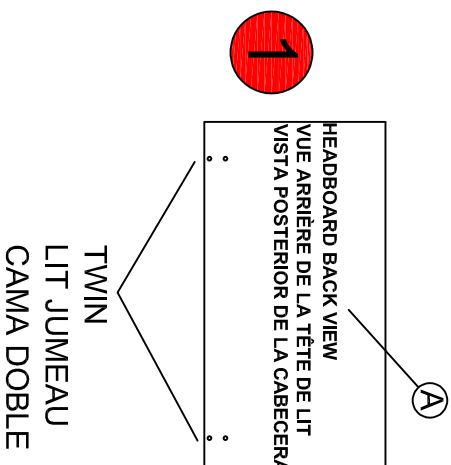 1
HEADBOARD BACK VIEW
VUE ARRIÈRE DE LA TÊTE DE LIT
VISTA POSTERIOR DE LA CABECERA
A
TWIN
LIT JUMEAU
CAMA DOBLE